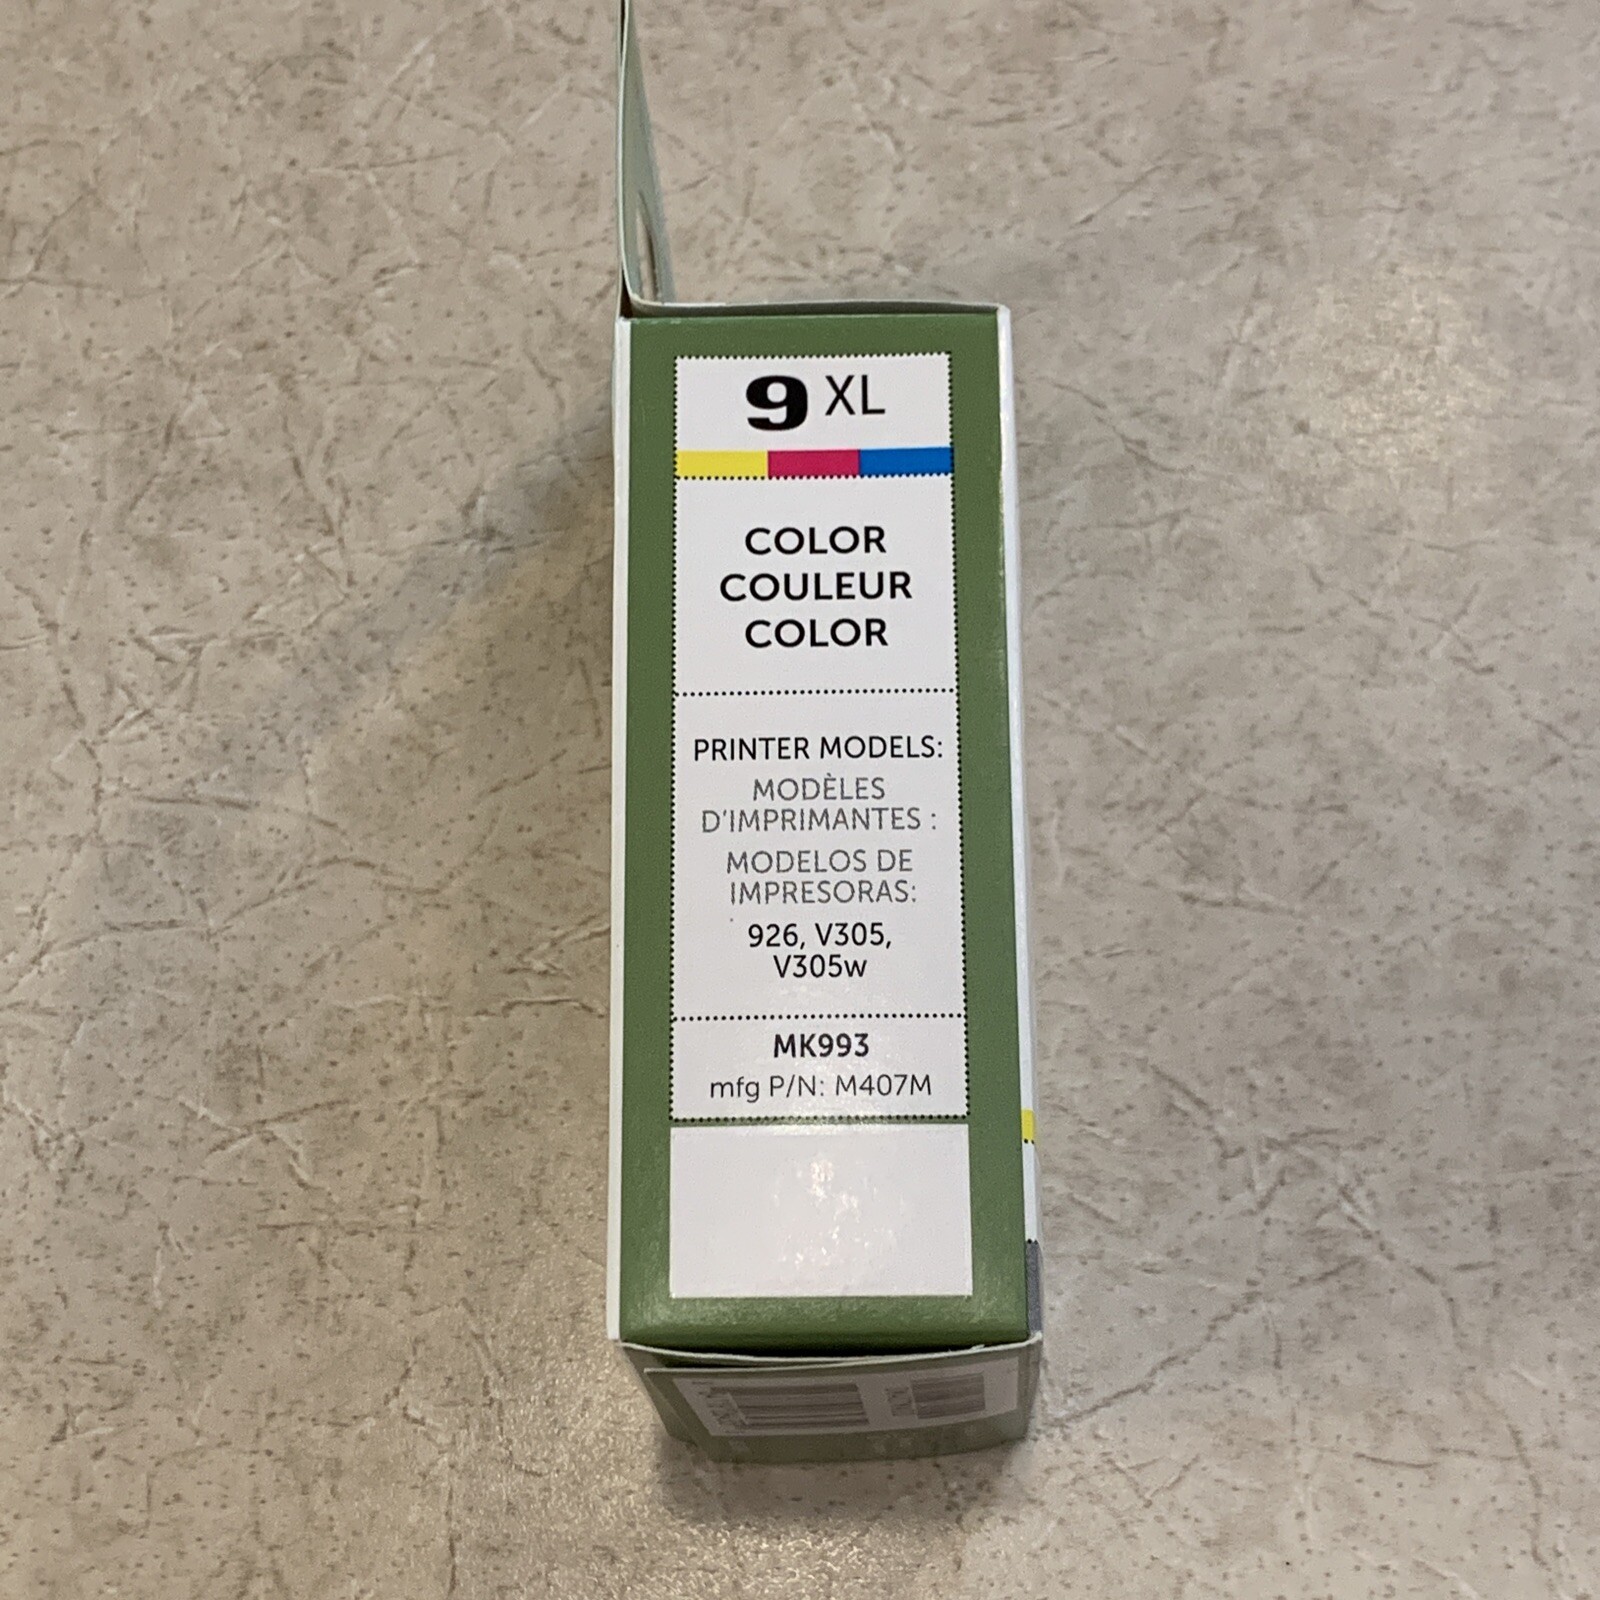 9 XL
COLOR
COULEUR
COLOR
PRINTER MODELS:
MODÈLES
D'IMPRIMANTES :
MODELOS DE
IMPRESORAS:
926, V305,
V305w
MK993
mfg P/N: M407M